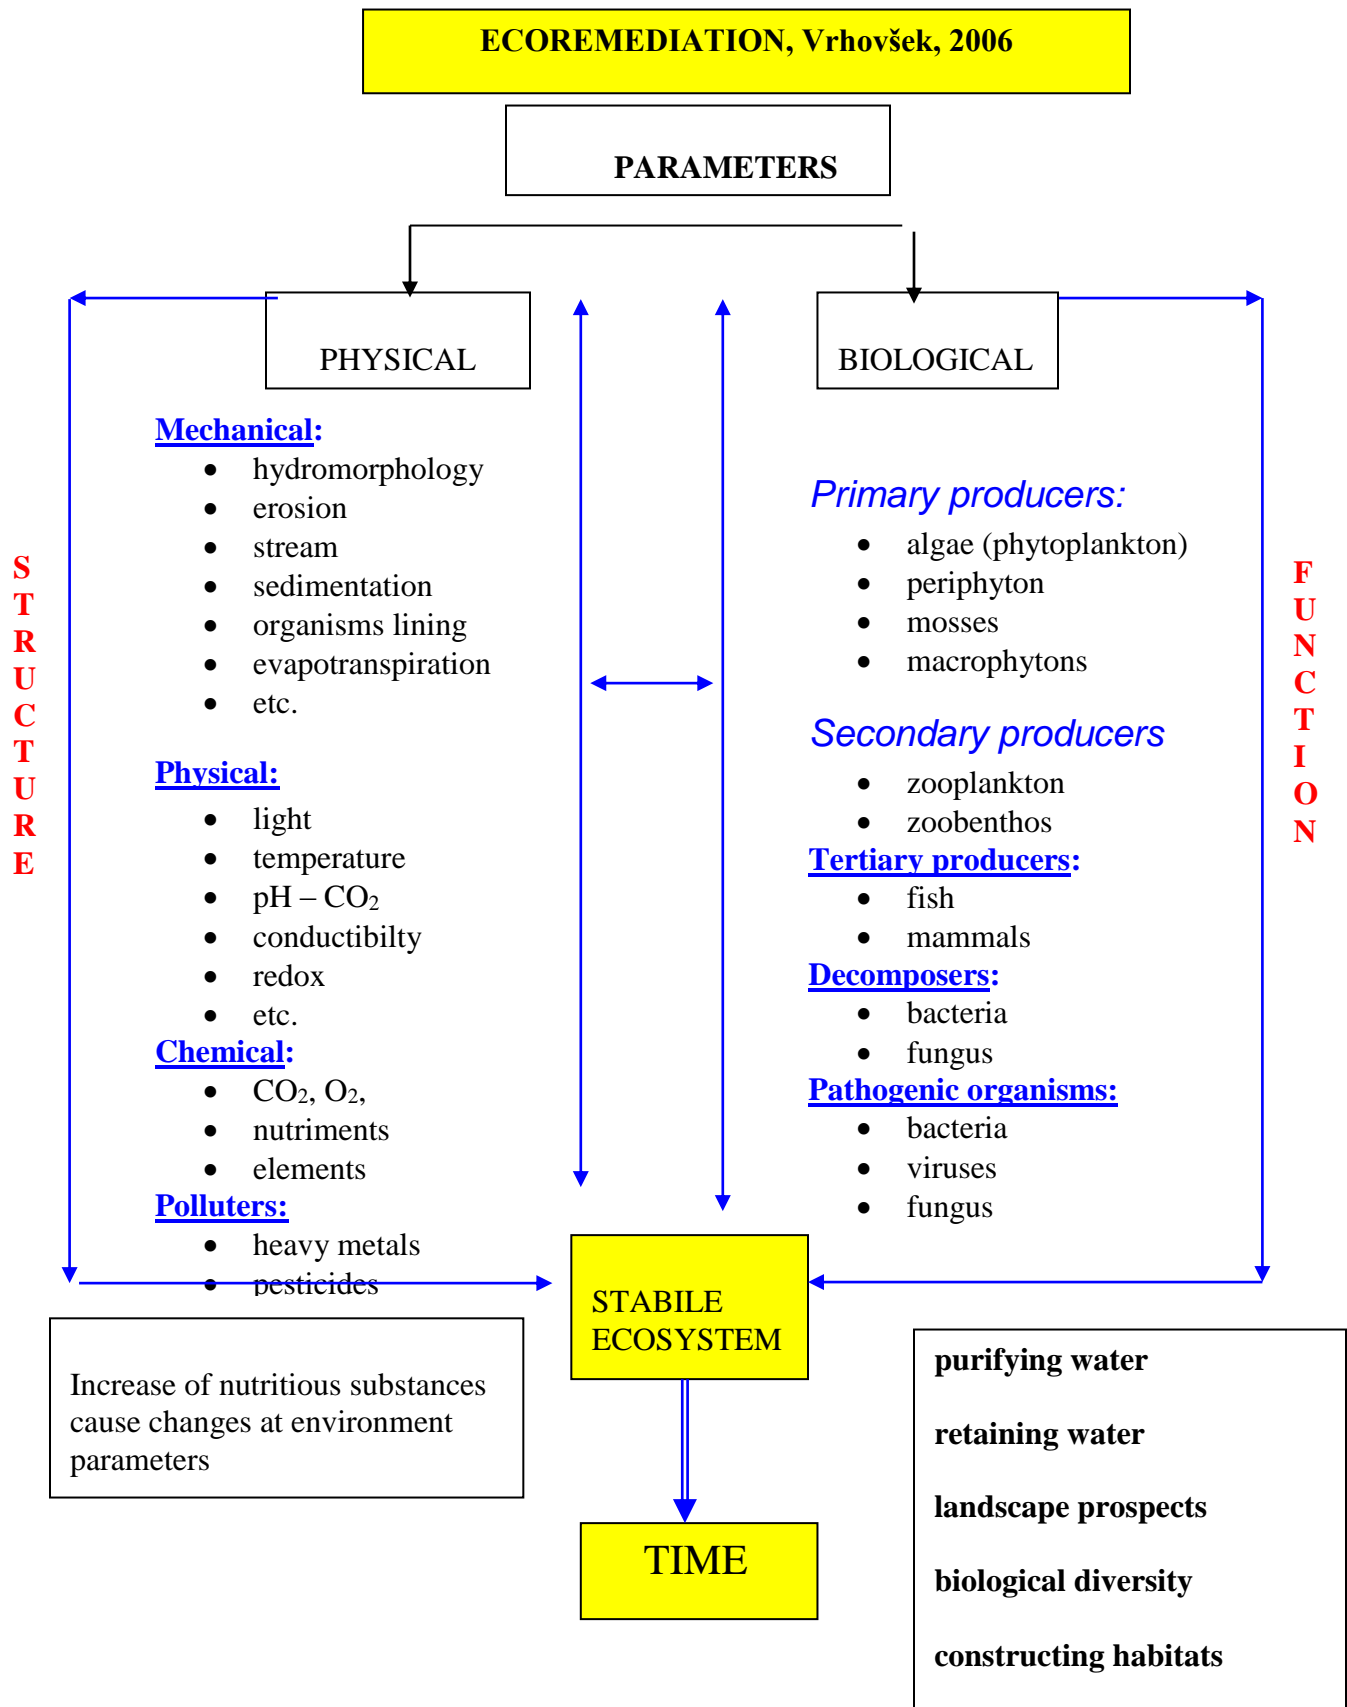 ECOREMEDIATION, Vrhovšek, 2006
PARAMETERS
PHYSICAL
BIOLOGICAL
STRUCTURE
Mechanical:
• hydromorphology
• erosion
• stream
• sedimentation
• organisms lining
• evapotranspiration
• etc.
Physical:
• light
• temperature
• pH – CO₂
• conductibilty
• redox
• etc.
Chemical:
• CO₂, O₂,
• nutriments
• elements
Polluters:
• heavy metals
• pesticides
Primary producers:
• algae (phytoplankton)
• periphyton
• mosses
• macrophytons
Secondary producers
• zooplankton
• zoobenthos
Tertiary producers:
• fish
• mammals
Decomposers:
• bacteria
• fungus
Pathogenic organisms:
• bacteria
• viruses
• fungus
FUNCTION
STABILE
ECOSYSTEM
Increase of nutritious substances
cause changes at environment
parameters
TIME
purifying water
retaining water
landscape prospects
biological diversity
constructing habitats